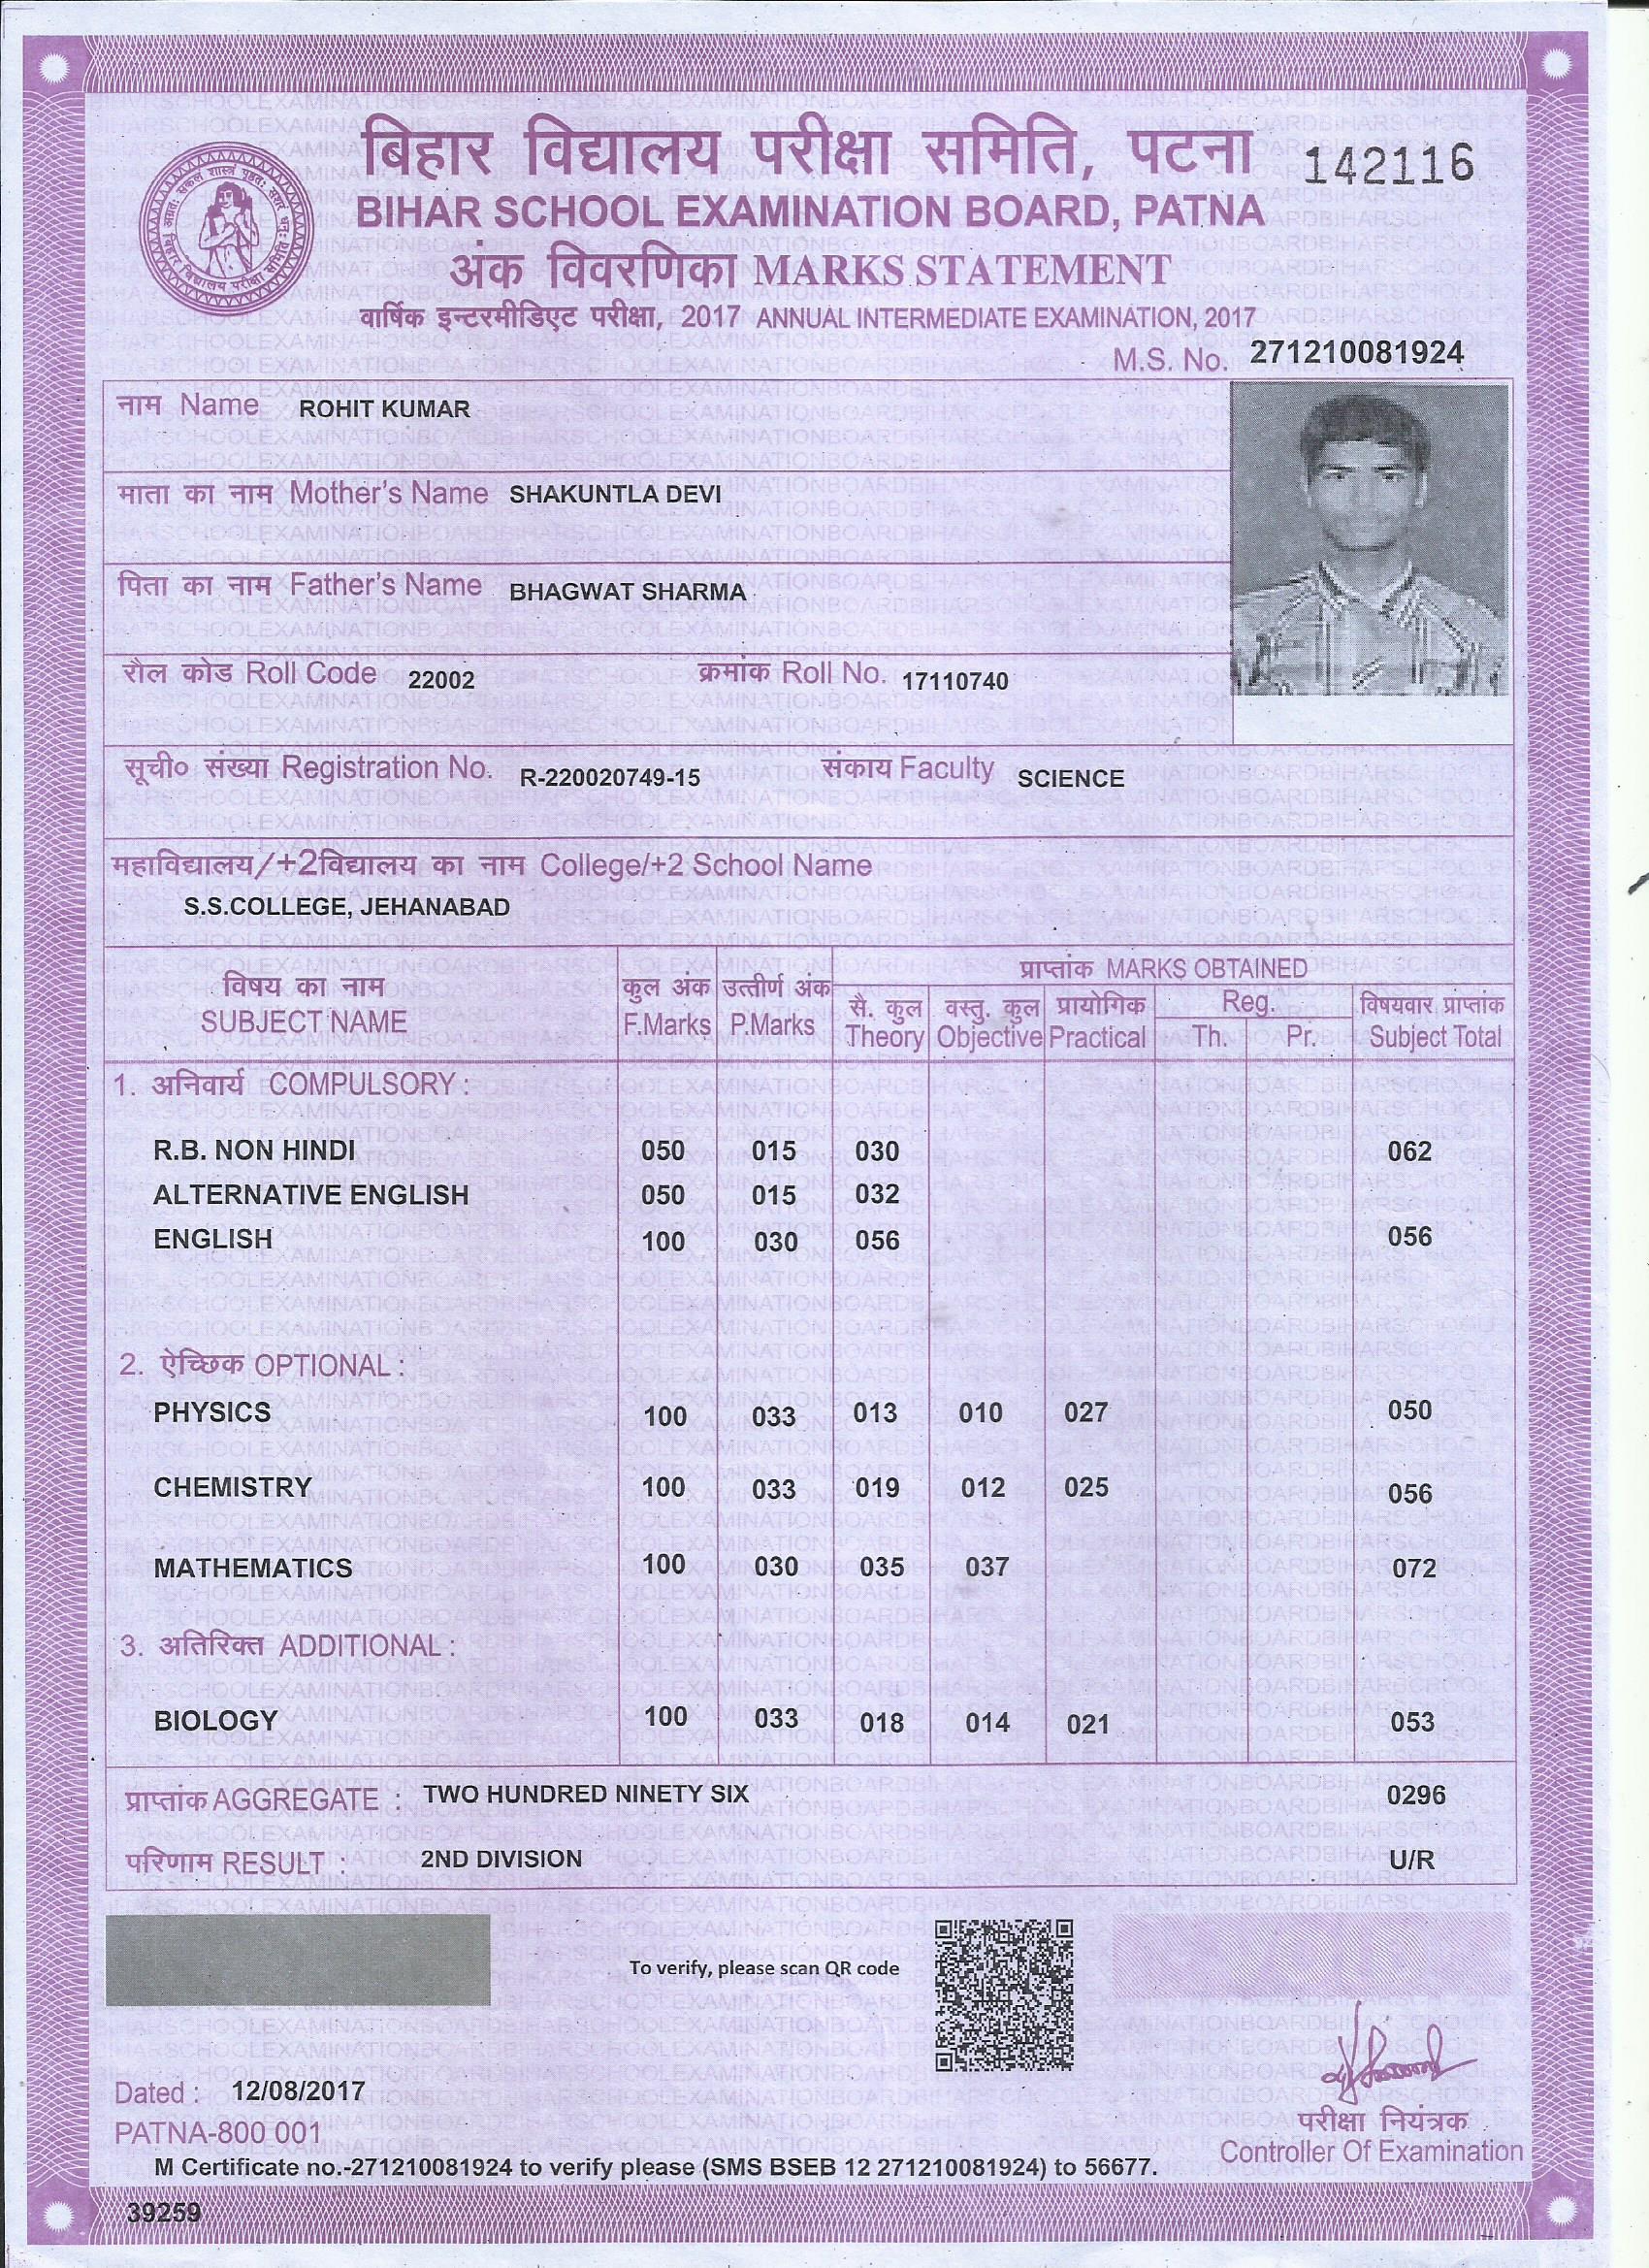 बिहार विद्यालय परीक्षा समिति, पटना 142116
BIHAR SCHOOL EXAMINATION BOARD, PATNA
अंक विवरणिका MARKS STATEMENT
वार्षिक इन्टरमीडिएट परीक्षा, 2017 ANNUAL INTERMEDIATE EXAMINATION, 2017
M.S. No. 271210081924
नाम Name ROHIT KUMAR
माता का नाम Mother's Name SHAKUNTLA DEVI
पिता का नाम Father's Name BHAGWAT SHARMA
रौल कोड Roll Code 22002 क्रमांक Roll No. 17110740
सूची० संख्या Registration No. R-220020749-15 संकाय Faculty SCIENCE
महाविद्यालय/+2विद्यालय का नाम College/+2 School Name
S.S.COLLEGE, JEHANABAD
प्राप्तांक MARKS OBTAINED
विषय का नाम कुल अंक उत्तीर्ण अंक सै. कुल वस्तु. कुल प्रायोगिक Reg. विषयवार प्राप्तांक
SUBJECT NAME F.Marks P.Marks Theory Objective Practical Th. Pr. Subject Total
1. अनिवार्य COMPULSORY :
R.B. NON HINDI 050 015 030 062
ALTERNATIVE ENGLISH 050 015 032
ENGLISH 100 030 056 056
2. ऐच्छिक OPTIONAL :
PHYSICS 100 033 013 010 027 050
CHEMISTRY 100 033 019 012 025 056
MATHEMATICS 100 030 035 037 072
3. अतिरिक्त ADDITIONAL :
BIOLOGY 100 033 018 014 021 053
प्राप्तांक AGGREGATE : TWO HUNDRED NINETY SIX 0296
परिणाम RESULT : 2ND DIVISION U/R
To verify, please scan QR code
Dated : 12/08/2017
PATNA-800 001
परीक्षा नियंत्रक
Controller Of Examination
M Certificate no.-271210081924 to verify please (SMS BSEB 12 271210081924) to 56677.
39259